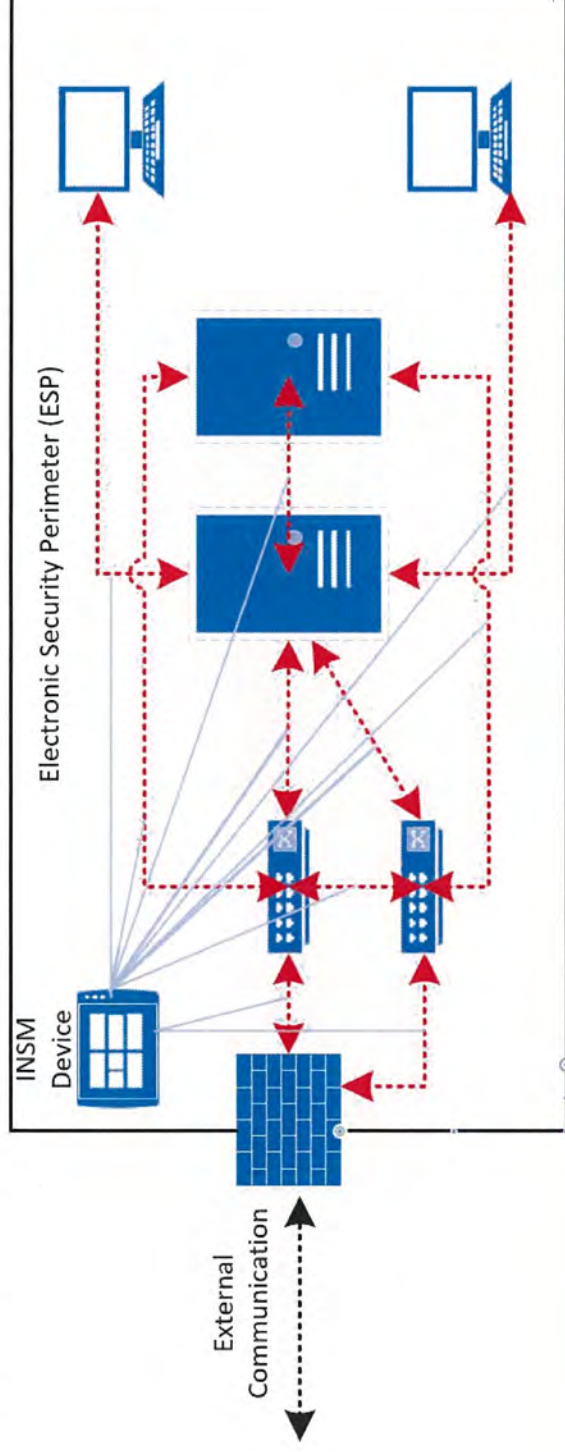 Electronic Security Perimeter (ESP)
INSM
Device
External
Communication